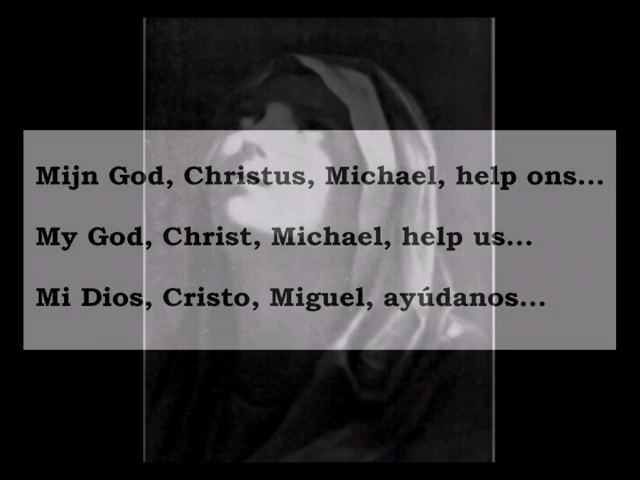 Mijn God, Christus, Michael, help ons...
My God, Christ, Michael, help us...
Mi Dios, Cristo, Miguel, ayúdanos...